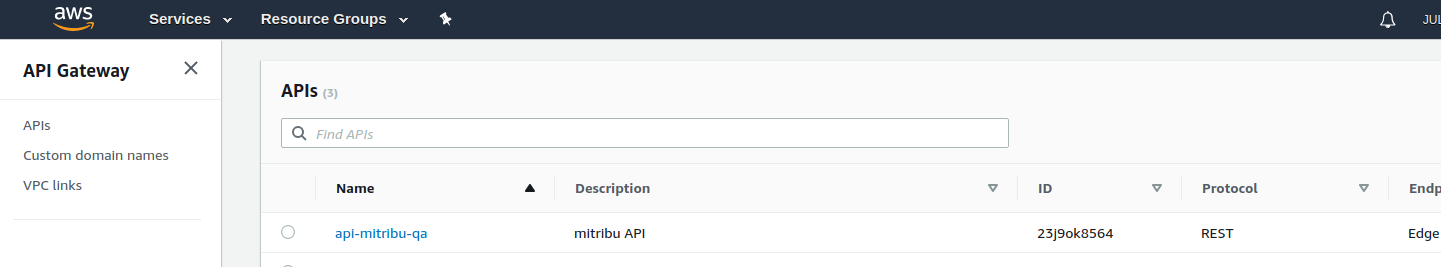 aws Services Resource Groups JUL
API Gateway
APIs
Custom domain names
VPC links
APIs (3)
Find APIs
Name Description ID Protocol Endp
api-mitribu-qa mitribu API 23j9ok8564 REST Edge